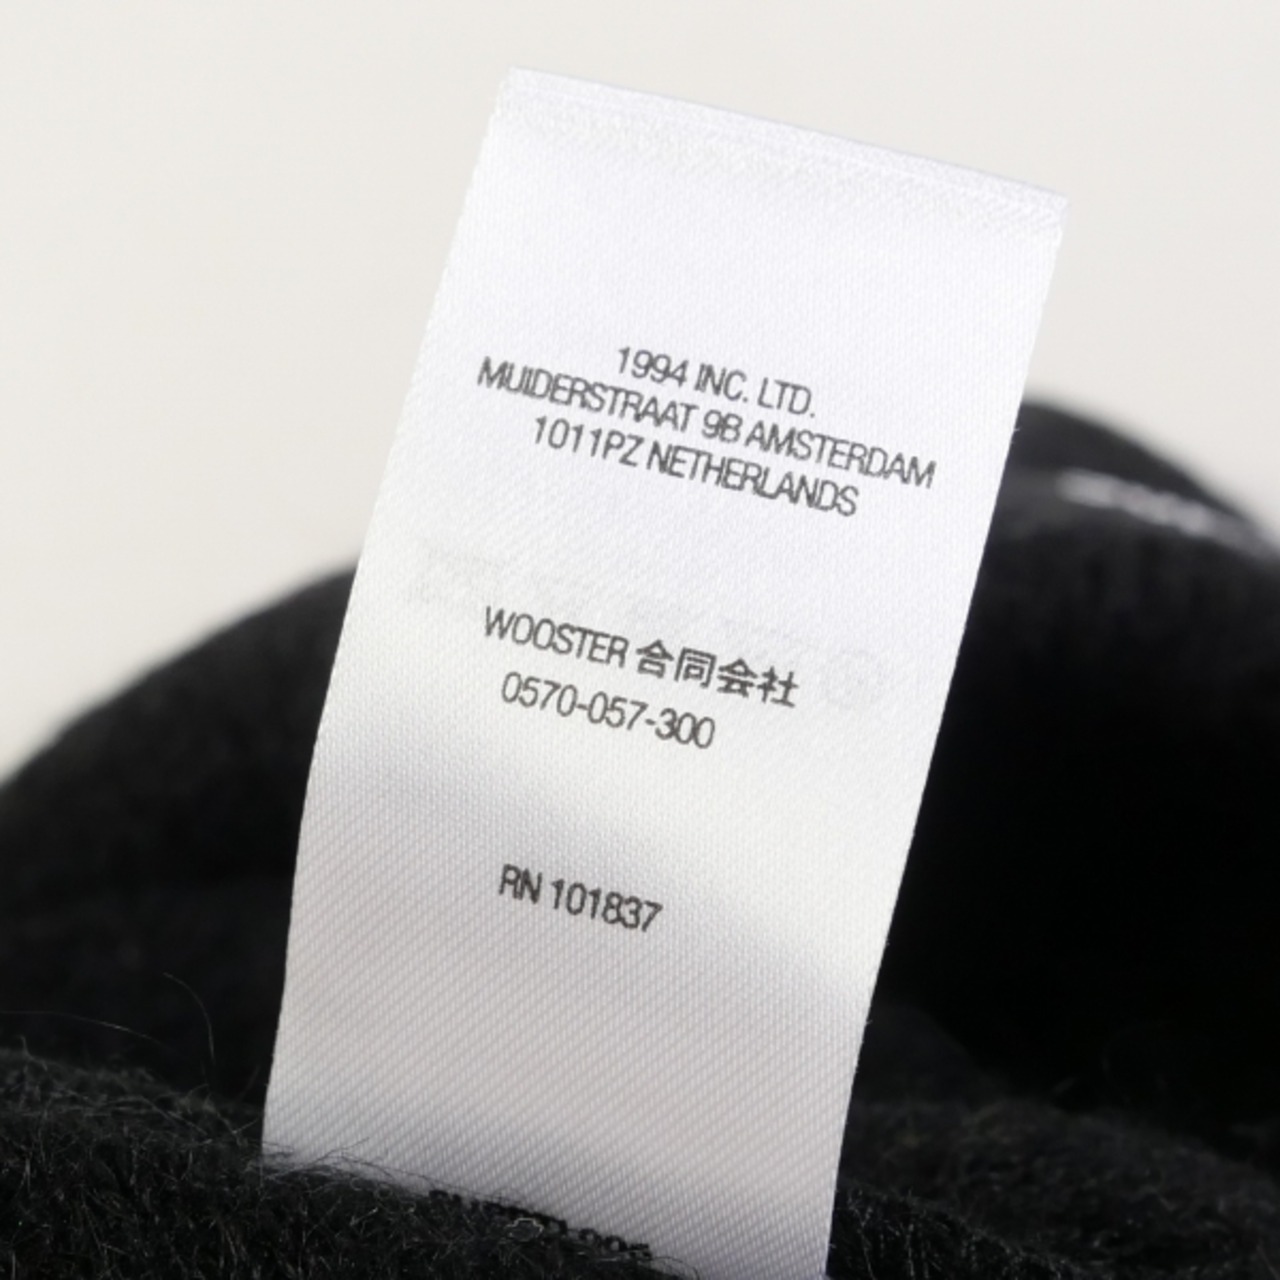 1994 INC. LTD.
MUIDERSTRAAT 9B AMSTERDAM
1011PZ NETHERLANDS
WOOSTER 合同会社
0570-057-300
RN 101837